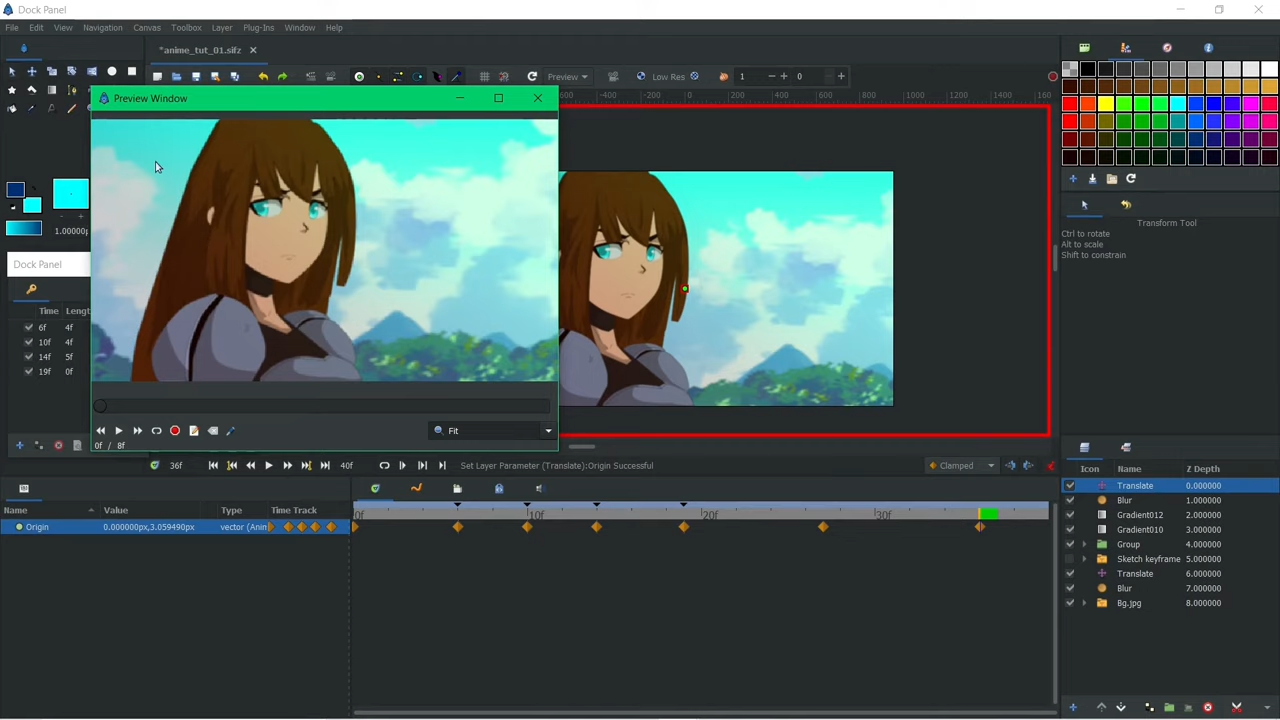 Dock Panel
File Edit View Navigation Canvas Toolbox Layer Plug-Ins Window Help
*anime_tut_01.sifz
Preview Low Res 1 0
Preview Window
-400 -200 0 200 400 600 800 1000 1200 1400
1.00000
Dock Panel
Time Length
6f 4f
10f 4f
14f 5f
19f 0f
Fit
0f / 8f
Transform Tool
Ctrl to rotate
Alt to scale
Shift to constrain
36f 40f Set Layer Parameter (Translate):Origin Successful Clamped
Name Value Type Time Track
0f 10f 20f 30f
Origin 0.000000px,3.059490px vector (Anin
Icon Name Z Depth
Translate 0.000000
Blur 1.000000
Gradient012 2.000000
Gradient010 3.000000
Group 4.000000
Sketch keyframe 5.000000
Translate 6.000000
Blur 7.000000
Bg.jpg 8.000000